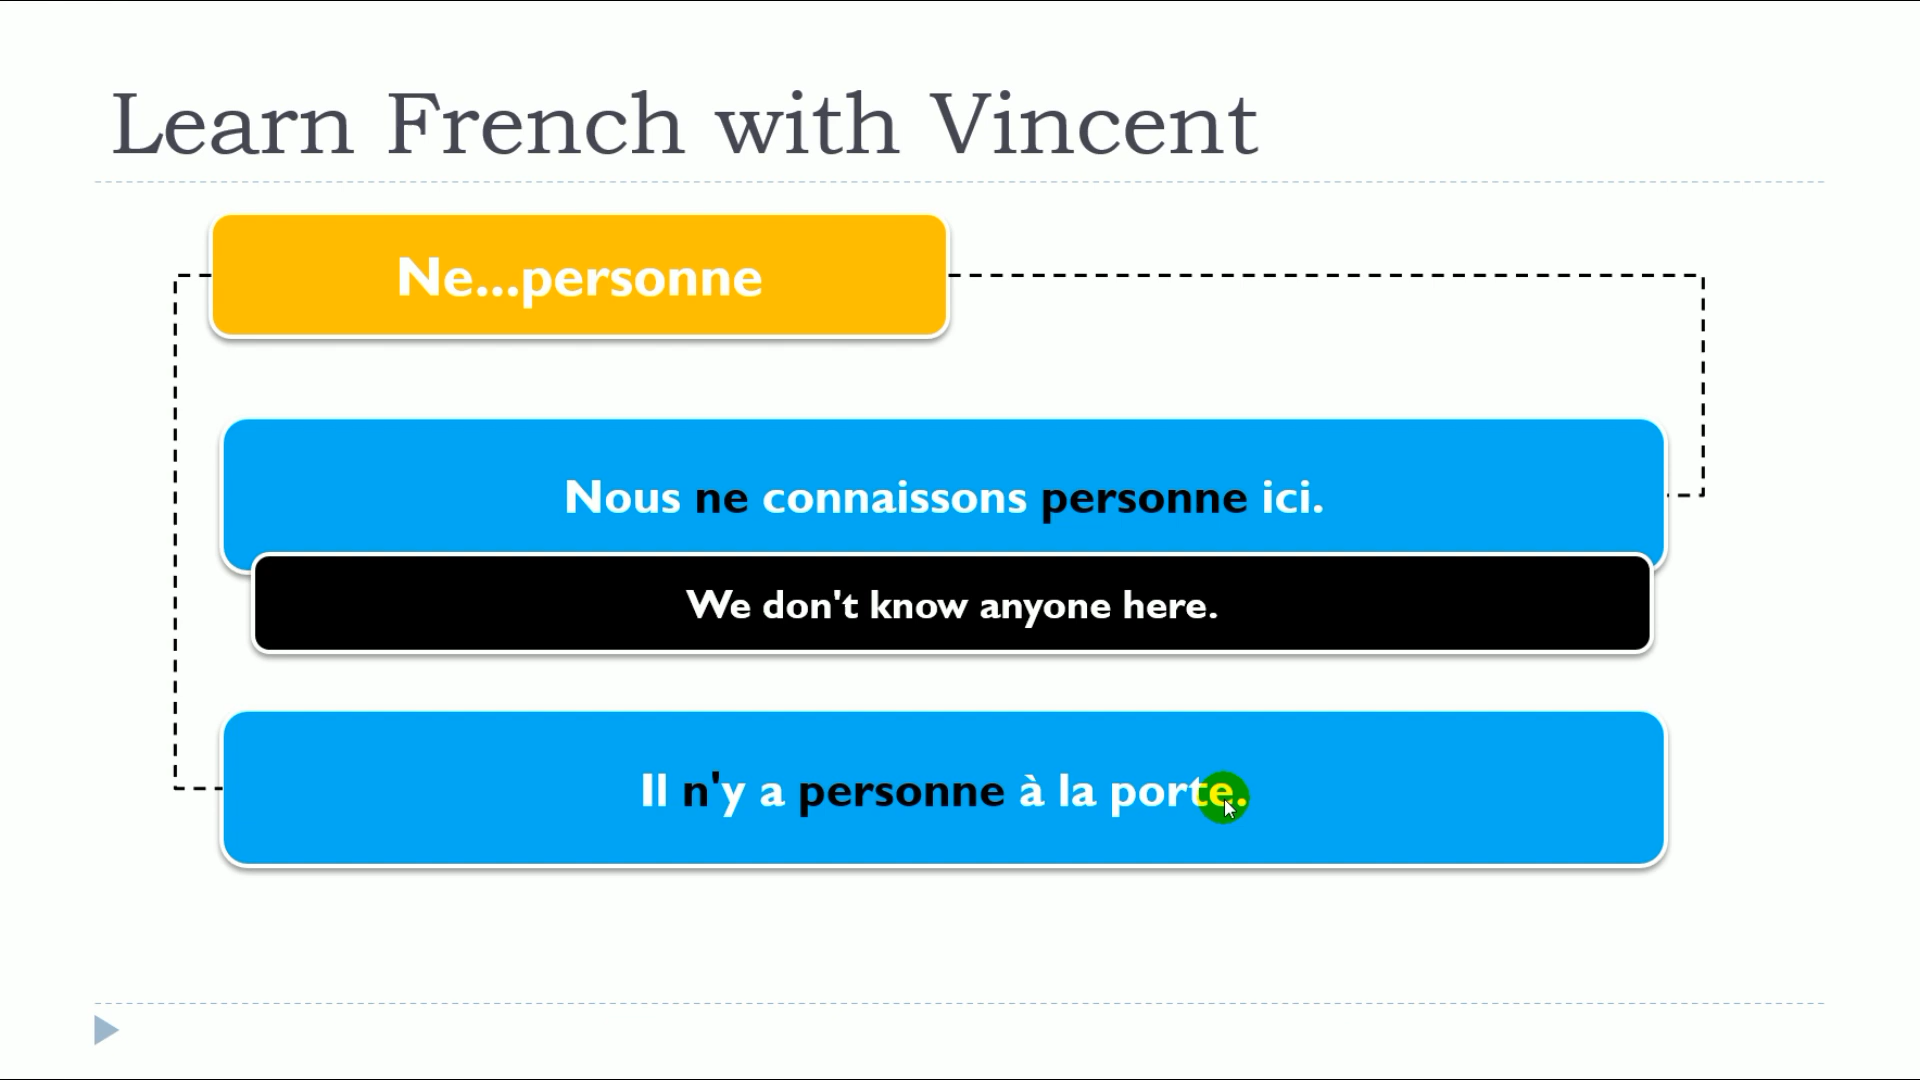 Learn French with Vincent
Ne...personne
Nous ne connaissons personne ici.
We don't know anyone here.
Il n'y a personne à la porte.